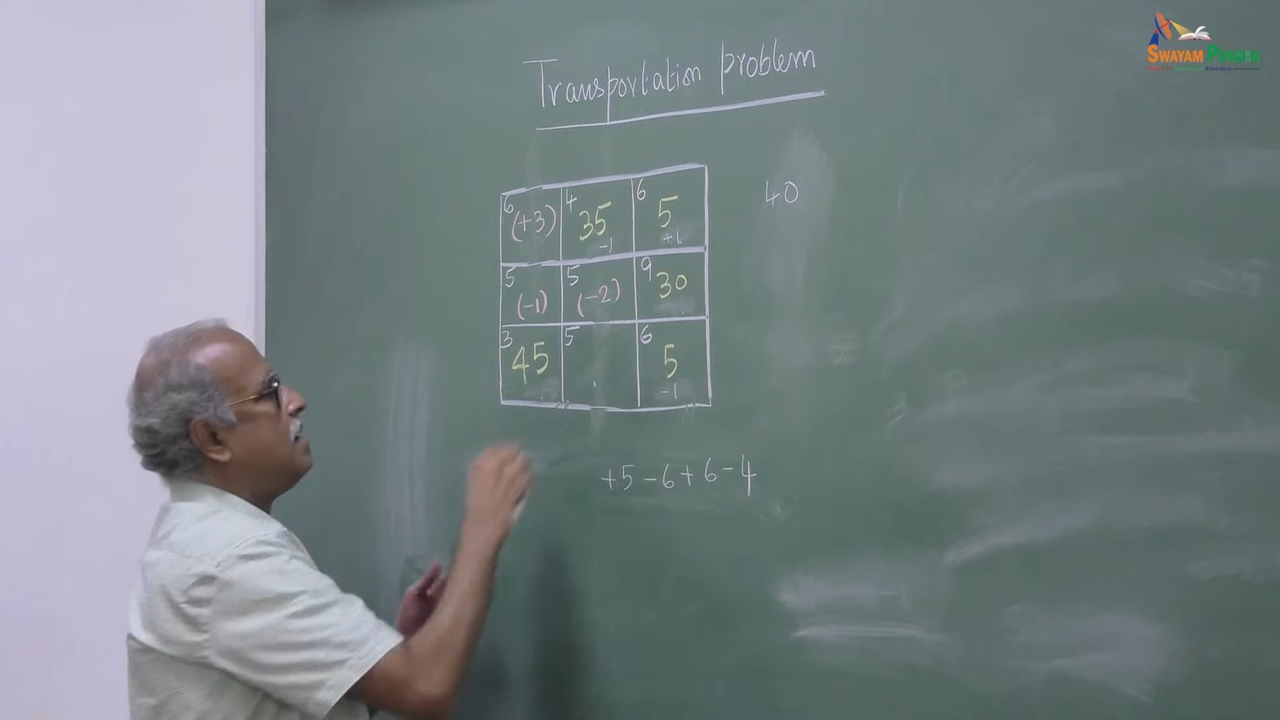 SWAYAM PRABHA
Transportation problem
6 (+3) 4 35 -1 6 5 +1 40
5 (-1) 5 (-2) 9 30
3 45 5 . 6 5 -1
+5 - 6 + 6 - 4